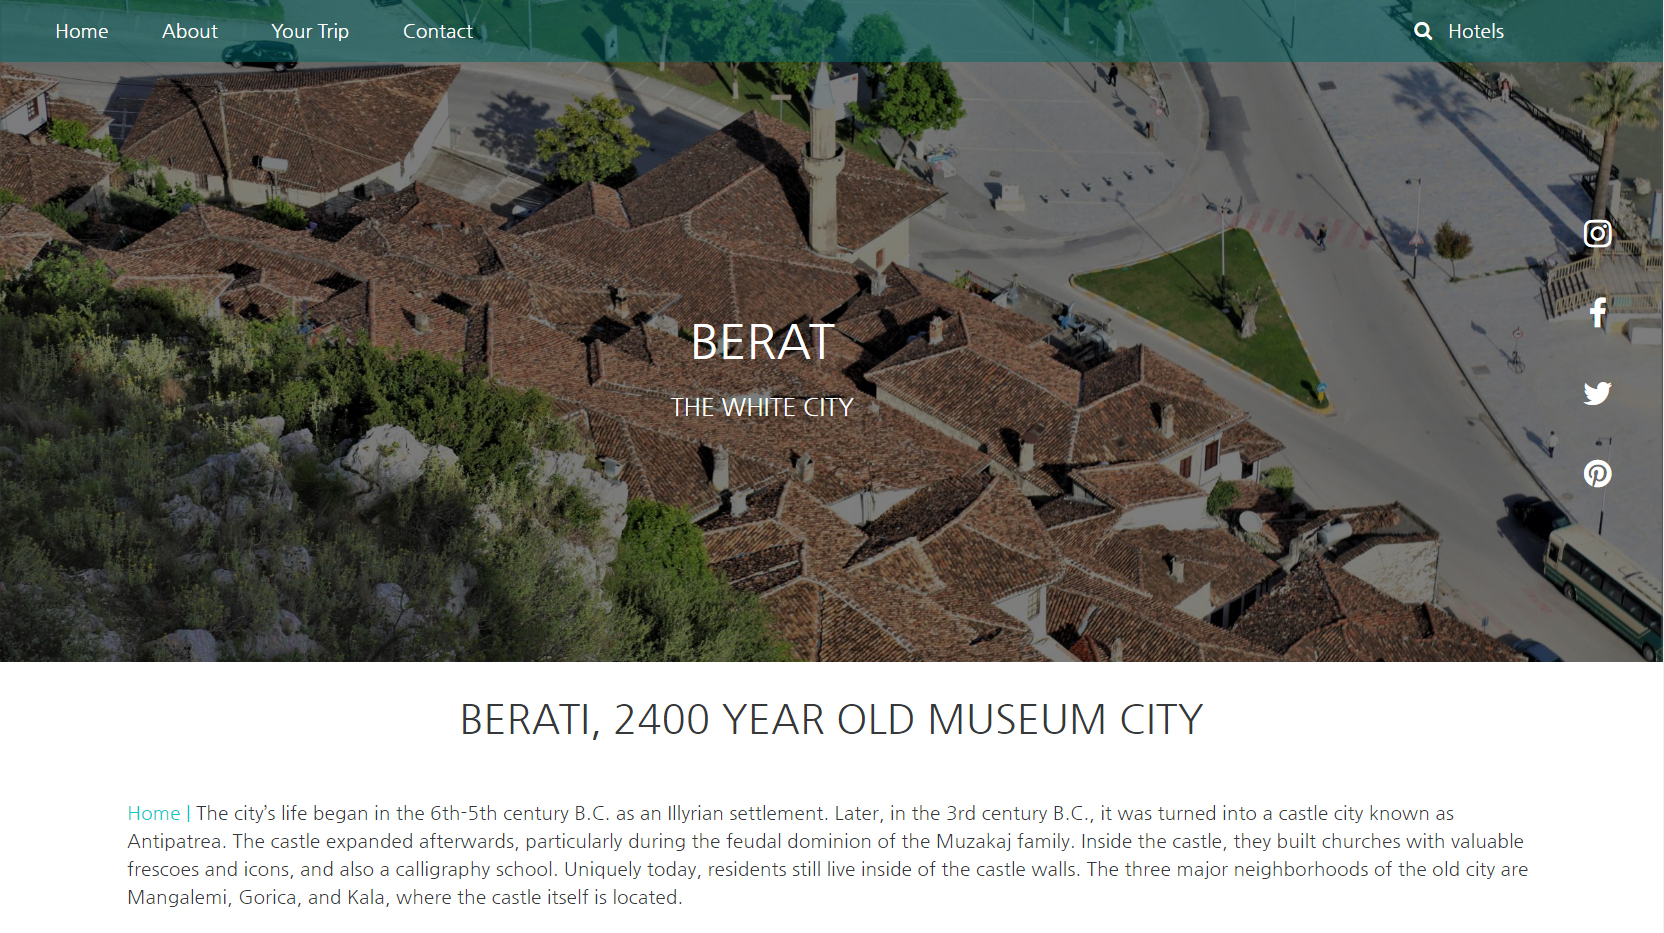 Home About Your Trip Contact Hotels
BERAT
THE WHITE CITY
BERATI, 2400 YEAR OLD MUSEUM CITY
Home | The city’s life began in the 6th-5th century B.C. as an Illyrian settlement. Later, in the 3rd century B.C., it was turned into a castle city known as
Antipatrea. The castle expanded afterwards, particularly during the feudal dominion of the Muzakaj family. Inside the castle, they built churches with valuable
frescoes and icons, and also a calligraphy school. Uniquely today, residents still live inside of the castle walls. The three major neighborhoods of the old city are
Mangalemi, Gorica, and Kala, where the castle itself is located.